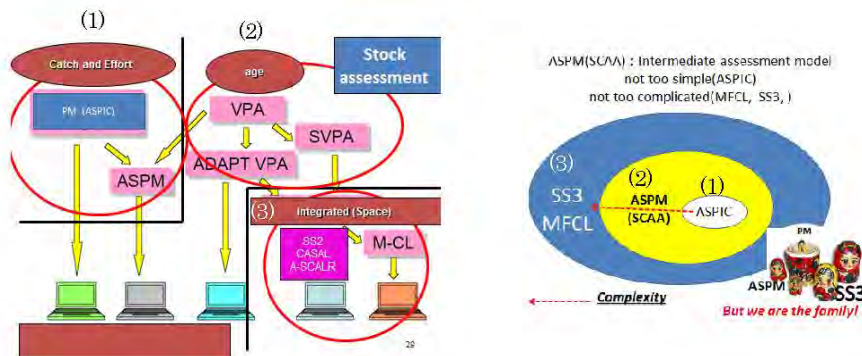 (1)
(2)
Catch and Effort
age
Stock
assessment
PM (ASPIC)
VPA
SVPA
ADAPT VPA
ASPM
(3)
Integrated (Space)
SS2
CASAL
A-SCALR
M-CL
29
ASPM(SCAA) : Intermediate assessment model
not too simple(ASPIC)
not too complicated(MFCL, SS3, )
(3)
(2)
(1)
SS3
MFCL
ASPM
(SCAA)
ASPIC
PM
ASPM
SS3
Complexity
But we are the family!